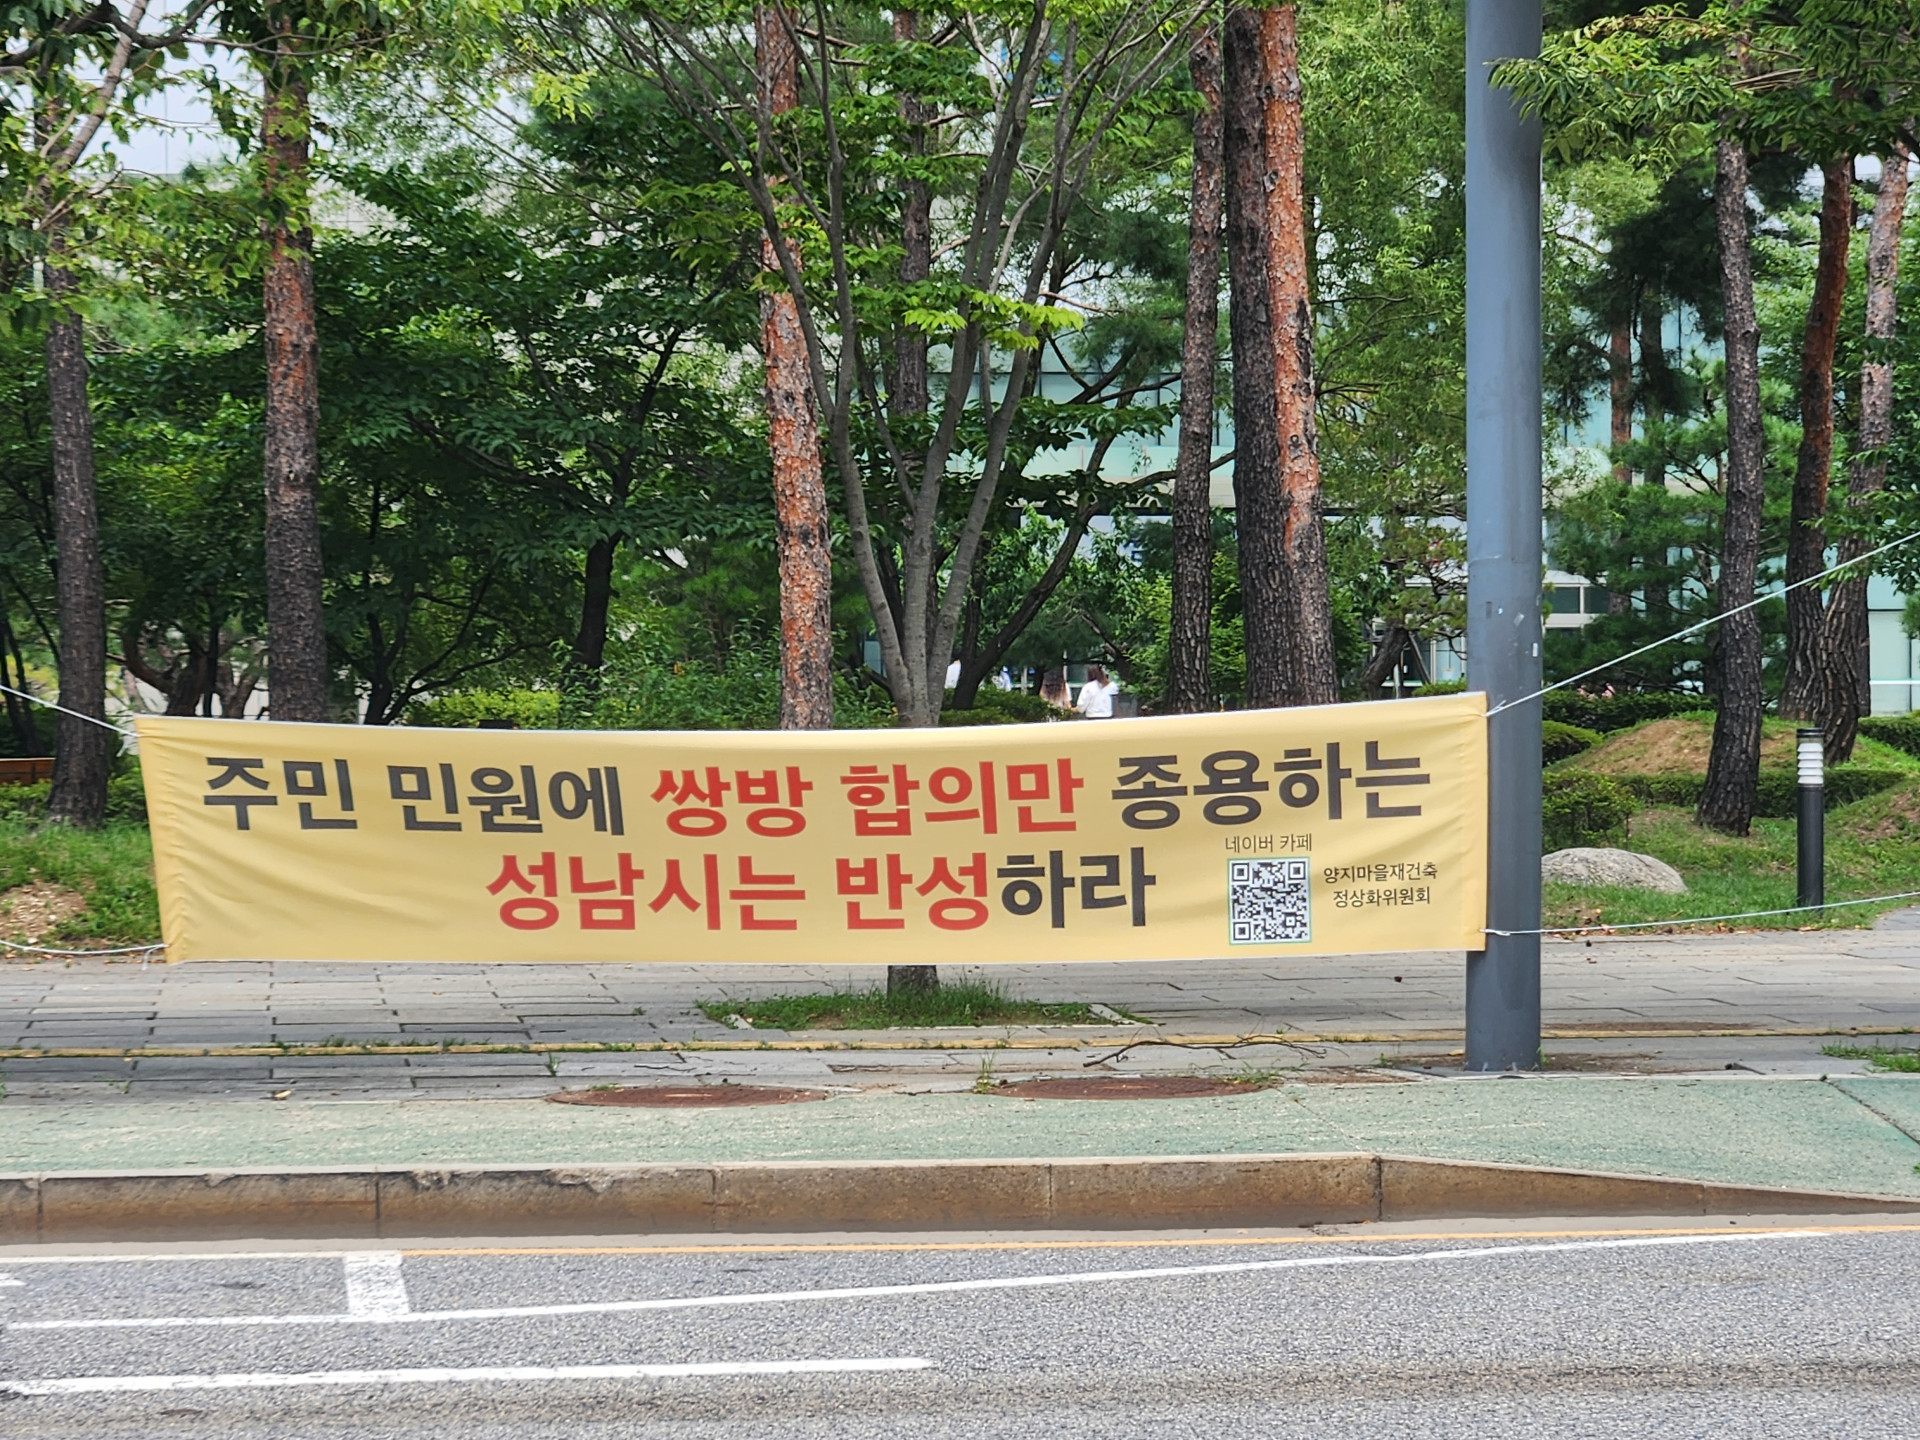 주민 민원에 쌍방 합의만 종용하는
성남시는 반성하라
네이버 카페
양지마을재건축
정상화위원회